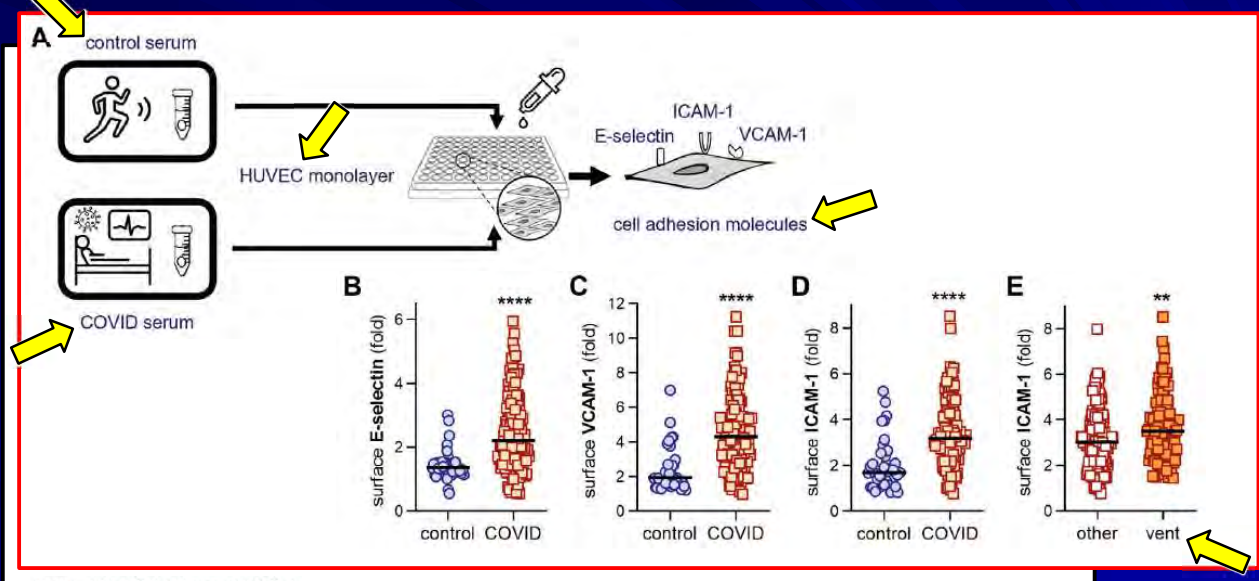 A
control serum
HUVEC monolayer
COVID serum
ICAM-1
E-selectin
VCAM-1
cell adhesion molecules
B
****
surface E-selectin (fold)
6
4
2
0
control COVID
C
****
surface VCAM-1 (fold)
12
10
8
6
4
2
0
control COVID
D
****
surface ICAM-1 (fold)
8
6
4
2
0
control COVID
E
**
surface ICAM-1 (fold)
8
6
4
2
0
other vent